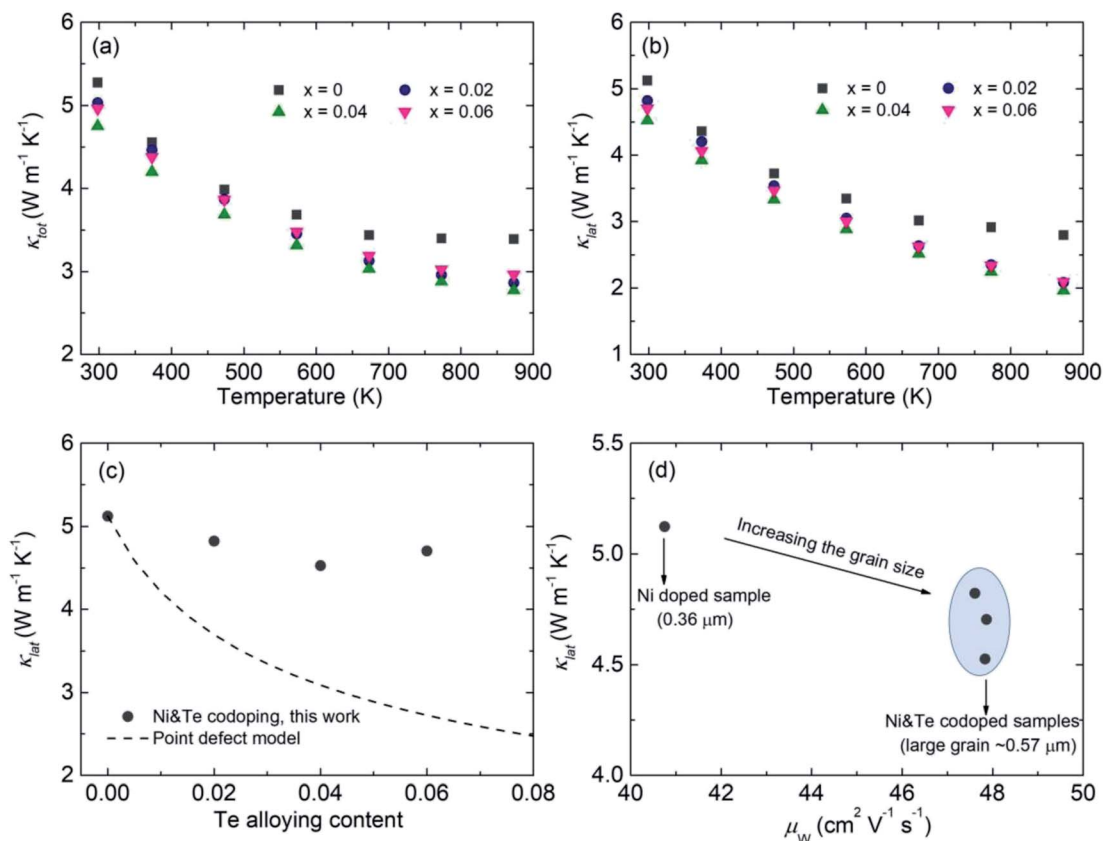 (a)
x = 0
x = 0.02
x = 0.04
x = 0.06
κtot (W m⁻¹ K⁻¹)
6
5
4
3
2
300 400 500 600 700 800 900
Temperature (K)
(b)
x = 0
x = 0.02
x = 0.04
x = 0.06
κlat (W m⁻¹ K⁻¹)
6
5
4
3
2
1
300 400 500 600 700 800 900
Temperature (K)
(c)
κlat (W m⁻¹ K⁻¹)
6
5
4
3
2
Ni&Te codoping, this work
Point defect model
0.00 0.02 0.04 0.06 0.08
Te alloying content
(d)
κlat (W m⁻¹ K⁻¹)
5.5
5.0
4.5
4.0
Increasing the grain size
Ni doped sample
(0.36 μm)
Ni&Te codoped samples
(large grain ~0.57 μm)
40 42 44 46 48 50
μW (cm² V⁻¹ s⁻¹)